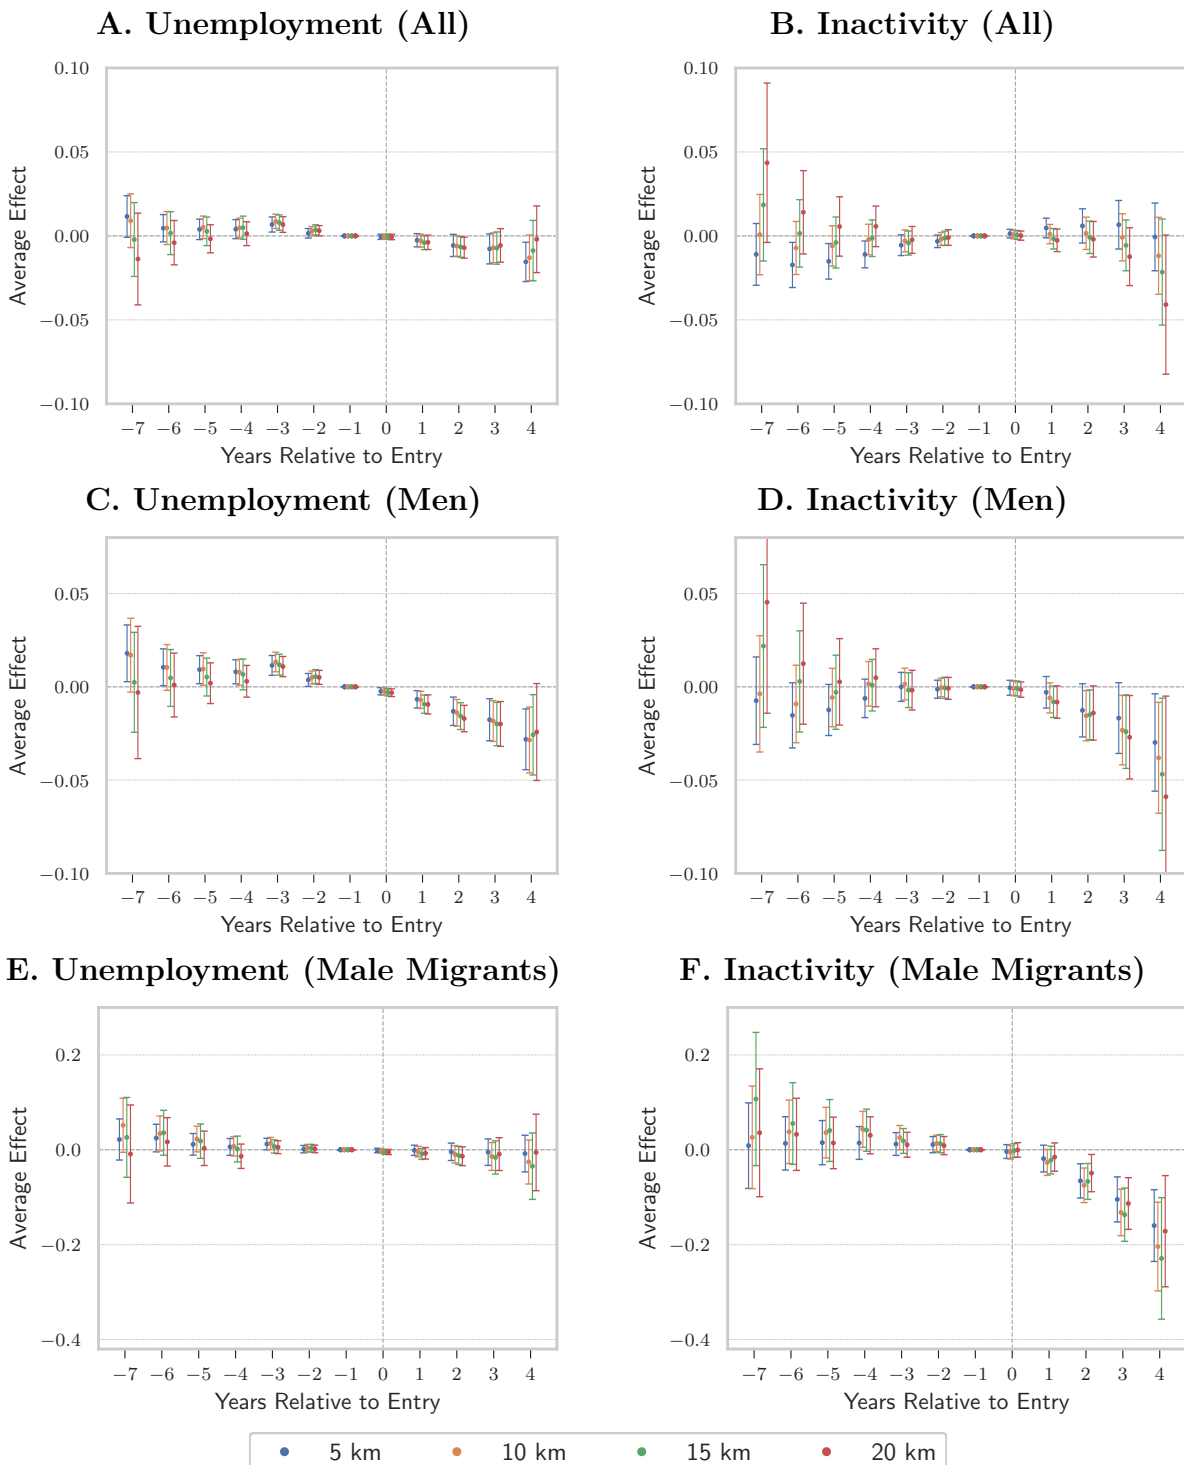 A. Unemployment (All)
B. Inactivity (All)
0.10
0.05
0.00
−0.05
−0.10
Average Effect
−7 −6 −5 −4 −3 −2 −1 0 1 2 3 4
Years Relative to Entry
0.10
0.05
0.00
−0.05
−0.10
Average Effect
−7 −6 −5 −4 −3 −2 −1 0 1 2 3 4
Years Relative to Entry
C. Unemployment (Men)
D. Inactivity (Men)
0.05
0.00
−0.05
−0.10
Average Effect
−7 −6 −5 −4 −3 −2 −1 0 1 2 3 4
Years Relative to Entry
0.05
0.00
−0.05
−0.10
Average Effect
−7 −6 −5 −4 −3 −2 −1 0 1 2 3 4
Years Relative to Entry
E. Unemployment (Male Migrants)
F. Inactivity (Male Migrants)
0.2
0.0
−0.2
−0.4
Average Effect
−7 −6 −5 −4 −3 −2 −1 0 1 2 3 4
Years Relative to Entry
0.2
0.0
−0.2
−0.4
Average Effect
−7 −6 −5 −4 −3 −2 −1 0 1 2 3 4
Years Relative to Entry
5 km 10 km 15 km 20 km